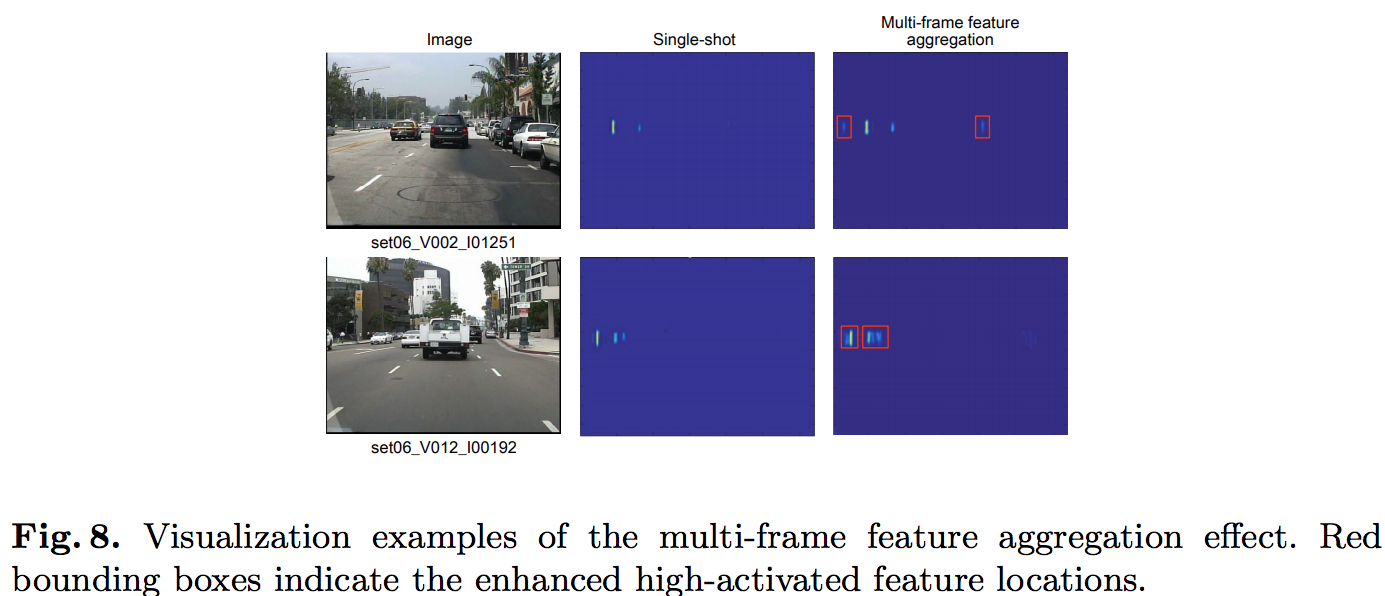 Image
Single-shot
Multi-frame feature
aggregation
set06_V002_I01251
set06_V012_I00192
Fig. 8. Visualization examples of the multi-frame feature aggregation effect. Red
bounding boxes indicate the enhanced high-activated feature locations.